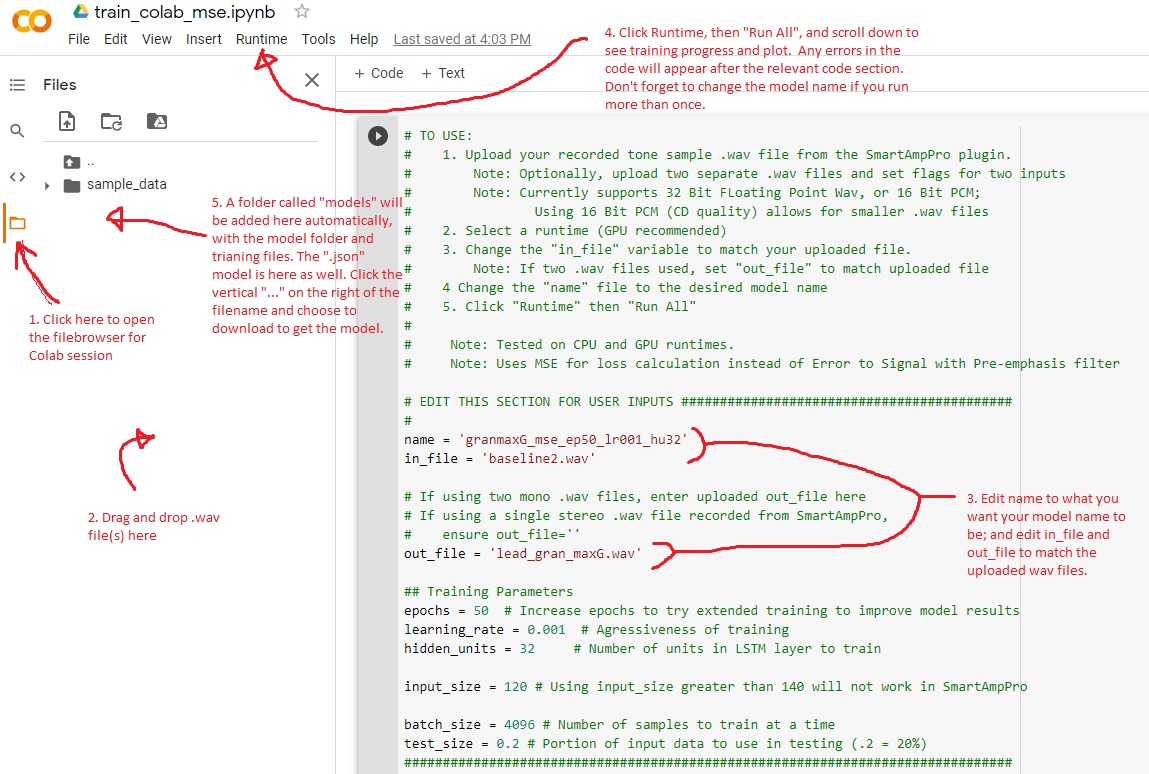 train_colab_mse.ipynb
File Edit View Insert Runtime Tools Help Last saved at 4:03 PM
4. Click Runtime, then "Run All", and scroll down to
see training progress and plot. Any errors in the
code will appear after the relevant code section.
Don't forget to change the model name if you run
more than once.
Files
+ Code + Text
..
sample_data
5. A folder called "models" will
be added here automatically,
with the model folder and
trianing files. The ".json"
model is here as well. Click the
vertical "..." on the right of the
filename and choose to
download to get the model.
1. Click here to open
the filebrowser for
Colab session
2. Drag and drop .wav
file(s) here
# TO USE:
#    1. Upload your recorded tone sample .wav file from the SmartAmpPro plugin.
#        Note: Optionally, upload two separate .wav files and set flags for two inputs
#        Note: Currently supports 32 Bit FLoating Point Wav, or 16 Bit PCM;
#                Using 16 Bit PCM (CD quality) allows for smaller .wav files
#    2. Select a runtime (GPU recommended)
#    3. Change the "in_file" variable to match your uploaded file.
#        Note: If two .wav files used, set "out_file" to match uploaded file
#    4 Change the "name" file to the desired model name
#    5. Click "Runtime" then "Run All"
#
#     Note: Tested on CPU and GPU runtimes.
#     Note: Uses MSE for loss calculation instead of Error to Signal with Pre-emphasis filter
# EDIT THIS SECTION FOR USER INPUTS ###########################################
#
name = 'granmaxG_mse_ep50_lr001_hu32'
in_file = 'baseline2.wav'
# If using two mono .wav files, enter uploaded out_file here
# If using a single stereo .wav file recorded from SmartAmpPro,
#    ensure out_file=''
out_file = 'lead_gran_maxG.wav'
3. Edit name to what you
want your model name to
be; and edit in_file and
out_file to match the
uploaded wav files.
## Training Parameters
epochs = 50  # Increase epochs to try extended training to improve model results
learning_rate = 0.001  # Agressiveness of training
hidden_units = 32     # Number of units in LSTM layer to train
input_size = 120 # Using input_size greater than 140 will not work in SmartAmpPro
batch_size = 4096 # Number of samples to train at a time
test_size = 0.2 # Portion of input data to use in testing (.2 = 20%)
###############################################################################